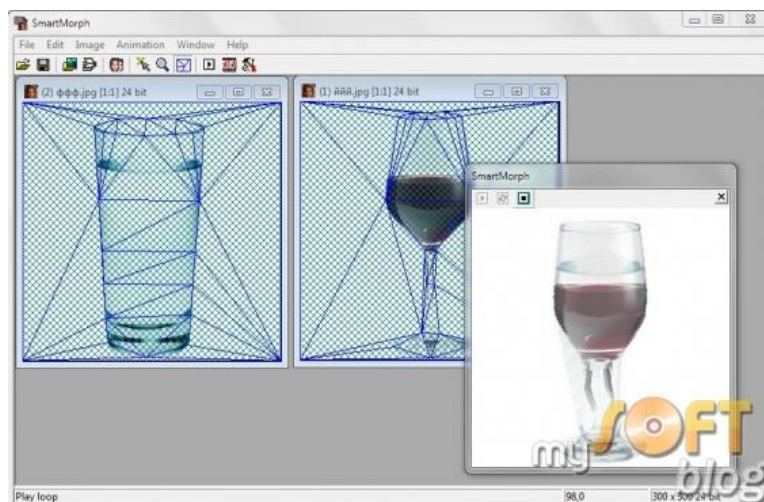 SmartMorph
File Edit Image Animation Window Help
(2) ффф.jpg [1:1] 24 bit
(1) ййй.jpg [1:1] 24 bit
SmartMorph
my SOFT
blog
Play loop
98,0
300 x 300 24 bit